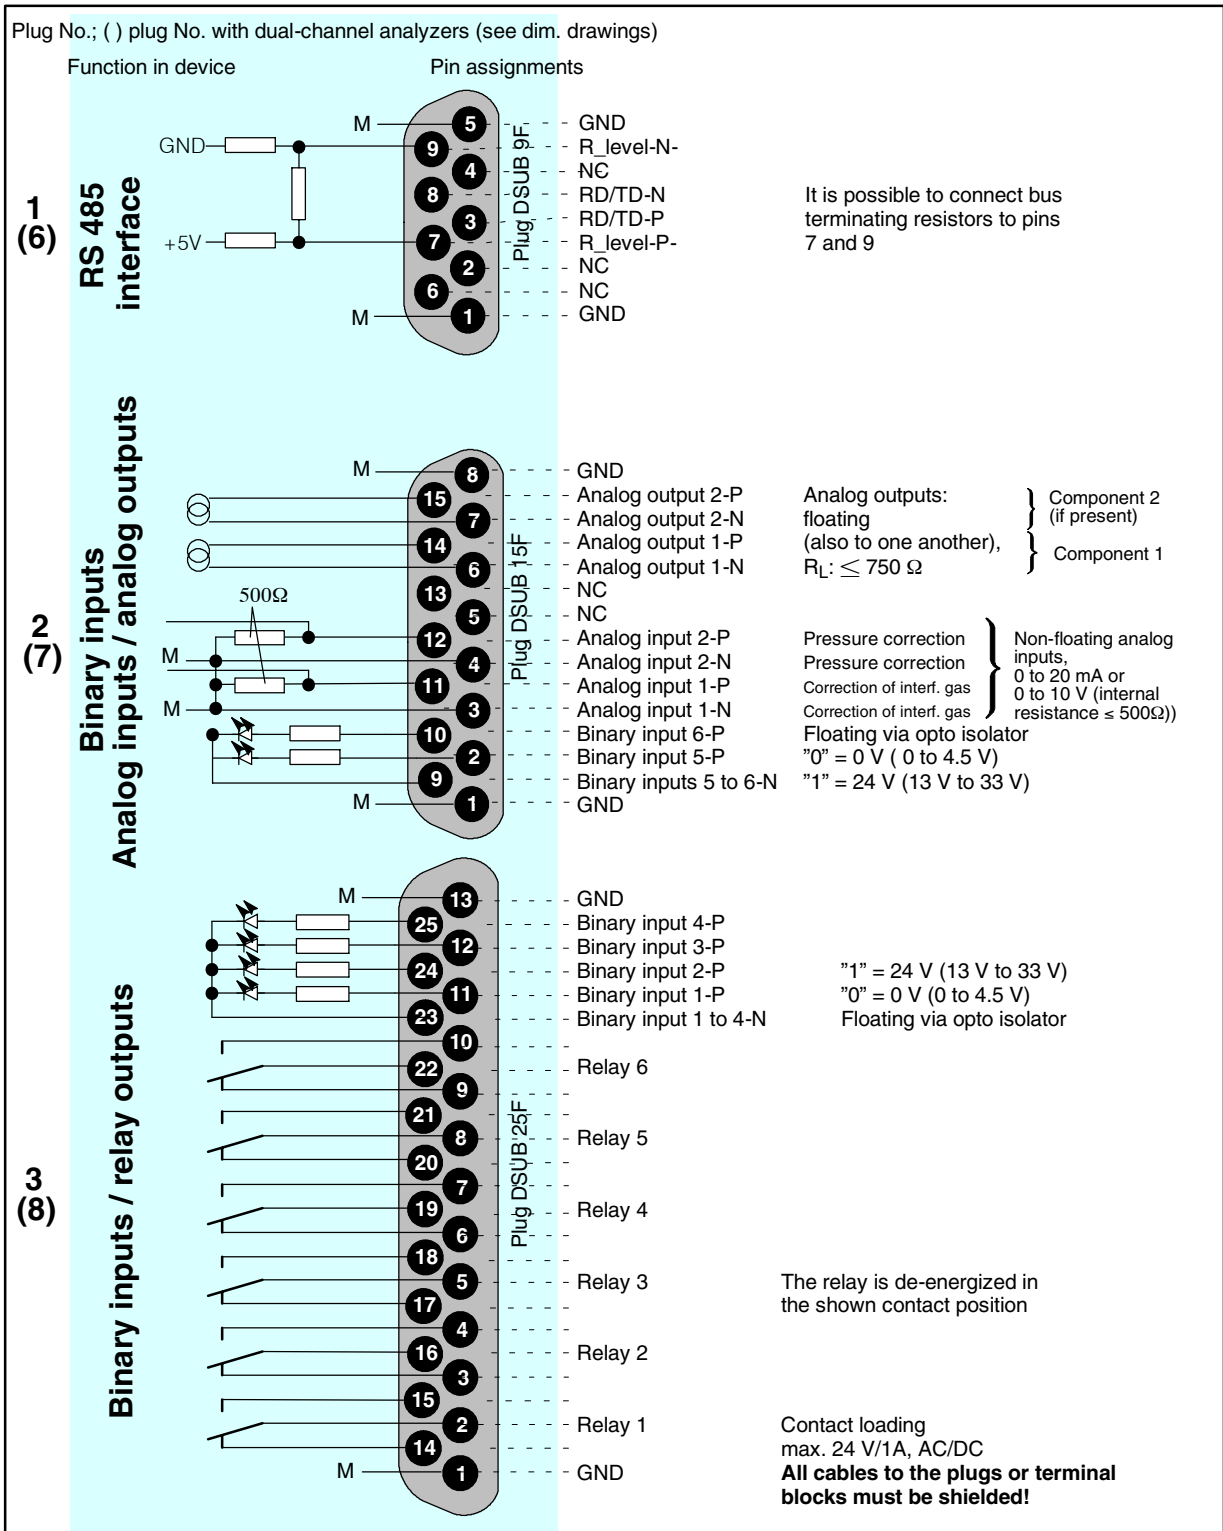 Plug No.; ( ) plug No. with dual-channel analyzers (see dim. drawings)
Function in device
Pin assignments
1
(6)
RS 485
interface
GND
+5V
M
M
5
9
4
8
3
7
2
6
1
Plug DSUB 9F
GND
R_level-N-
NC
RD/TD-N
RD/TD-P
R_level-P-
NC
NC
GND
It is possible to connect bus
terminating resistors to pins
7 and 9
2
(7)
Binary inputs
Analog inputs / analog outputs
M
500Ω
M
M
M
8
15
7
14
6
13
5
12
4
11
3
10
2
9
1
Plug DSUB 15F
GND
Analog output 2-P
Analog output 2-N
Analog output 1-P
Analog output 1-N
NC
NC
Analog input 2-P
Analog input 2-N
Analog input 1-P
Analog input 1-N
Binary input 6-P
Binary input 5-P
Binary inputs 5 to 6-N
GND
Analog outputs:
floating
(also to one another),
RL: ≤ 750 Ω
Component 2
(if present)
Component 1
Pressure correction
Pressure correction
Correction of interf. gas
Correction of interf. gas
Non-floating analog
inputs,
0 to 20 mA or
0 to 10 V (internal
resistance ≤ 500Ω))
Floating via opto isolator
”0” = 0 V ( 0 to 4.5 V)
”1” = 24 V (13 V to 33 V)
3
(8)
Binary inputs / relay outputs
M
M
13
25
12
24
11
23
10
22
9
21
8
20
7
19
6
18
5
17
4
16
3
15
2
14
1
Plug DSUB 25F
GND
Binary input 4-P
Binary input 3-P
Binary input 2-P
Binary input 1-P
Binary input 1 to 4-N
”1” = 24 V (13 V to 33 V)
”0” = 0 V (0 to 4.5 V)
Floating via opto isolator
Relay 6
Relay 5
Relay 4
Relay 3
Relay 2
Relay 1
GND
The relay is de-energized in
the shown contact position
Contact loading
max. 24 V/1A, AC/DC
All cables to the plugs or terminal
blocks must be shielded!